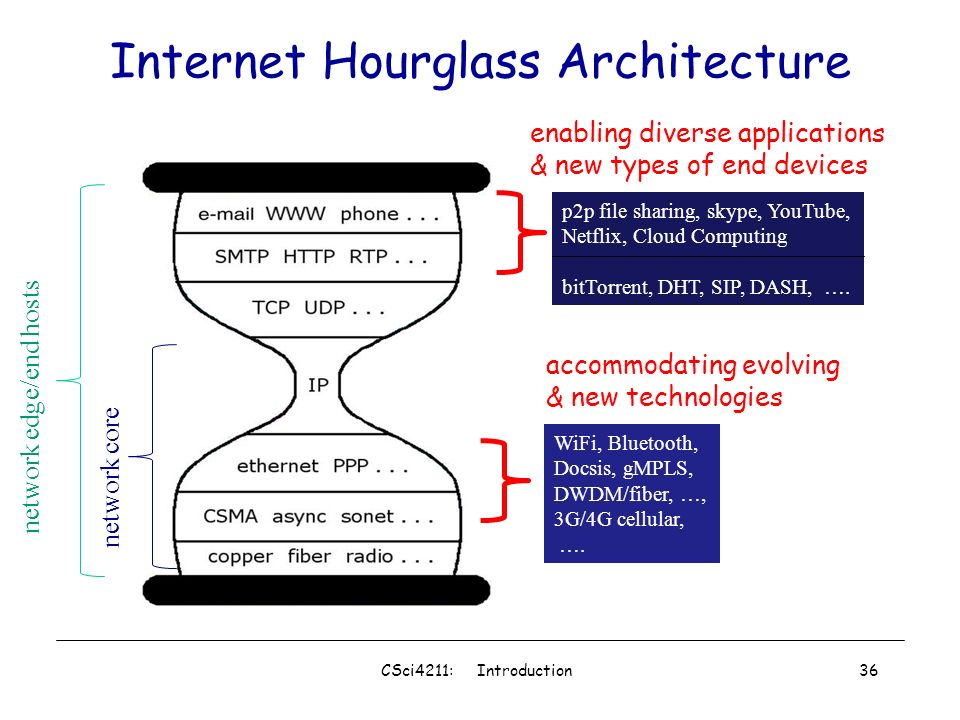 Internet Hourglass Architecture
enabling diverse applications
& new types of end devices
e-mail WWW phone . . .
SMTP HTTP RTP . . .
TCP UDP . . .
IP
ethernet PPP . . .
CSMA async sonet . . .
copper fiber radio . . .
p2p file sharing, skype, YouTube,
Netflix, Cloud Computing
bitTorrent, DHT, SIP, DASH, ....
accommodating evolving
& new technologies
WiFi, Bluetooth,
Docsis, gMPLS,
DWDM/fiber, ...,
3G/4G cellular,
....
network edge/end hosts
network core
CSci4211: Introduction
36